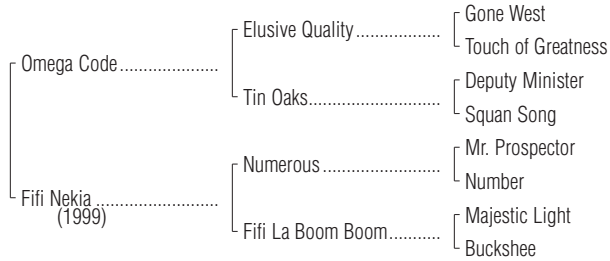 Gone West
Elusive Quality..................
Touch of Greatness
Omega Code.....................
Deputy Minister
Tin Oaks............................
Squan Song
Mr. Prospector
Numerous .........................
Number
Fifi Nekia ..........................
(1999)
Majestic Light
Fifi La Boom Boom...........
Buckshee